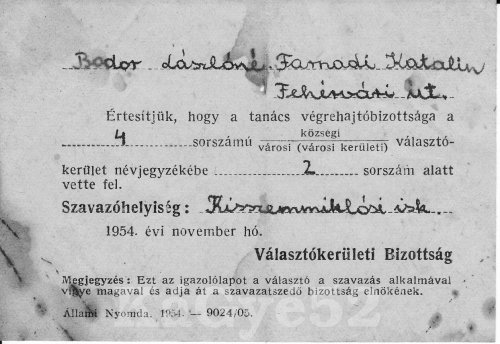 Bodor Lászlóné Farnadi Katalin
Fehérvári út.
Értesítjük, hogy a tanács végrehajtóbizottsága a
4 sorszámú községi városi (városi kerületi) választó-
kerület névjegyzékébe 2 sorszám alatt
vette fel.
Szavazóhelyiség: Kisszemmiklósi isk.
1954. évi november hó.
Választókerületi Bizottság
Megjegyzés: Ezt az igazolólapot a választó a szavazás alkalmával
vigye magával és adja át a szavazatszedő bizottság elnökének.
Állami Nyomda. 1954. — 9024/05.